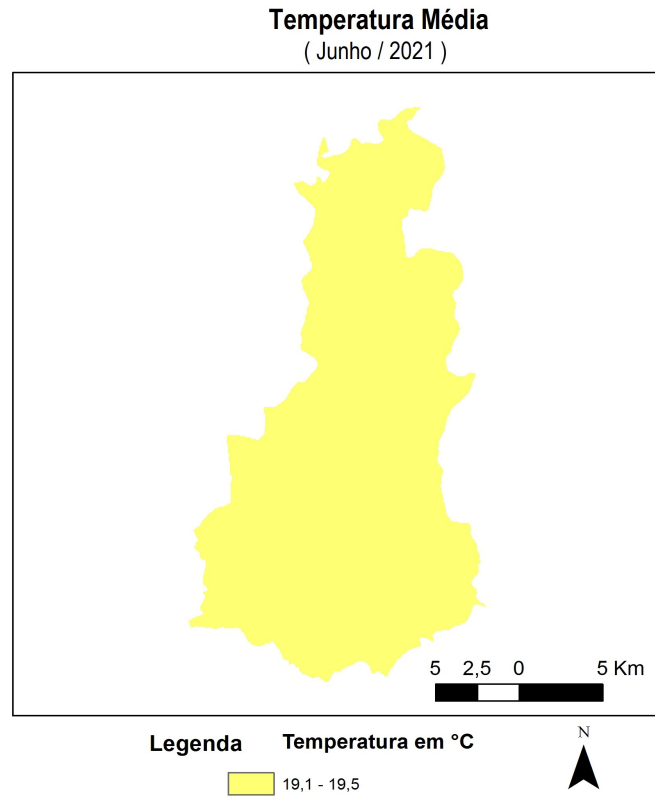 Temperatura Média
( Junho / 2021 )
5 2,5 0 5 Km
Legenda Temperatura em °C
N
19,1 - 19,5